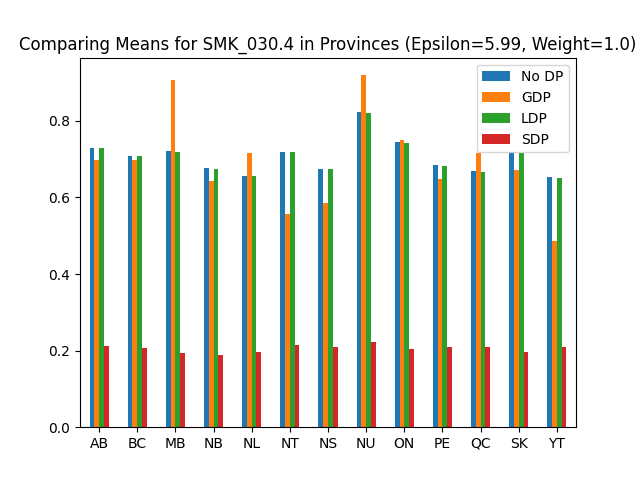 Comparing Means for SMK_030.4 in Provinces (Epsilon=5.99, Weight=1.0)
No DP
GDP
LDP
SDP
0.8
0.6
0.4
0.2
0.0
AB BC MB NB NL NT NS NU ON PE QC SK YT